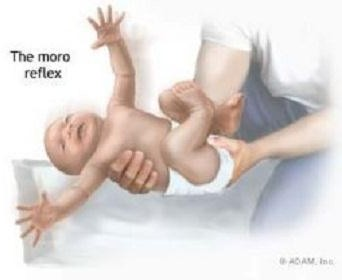 The moro
reflex
© ADAM, Inc.